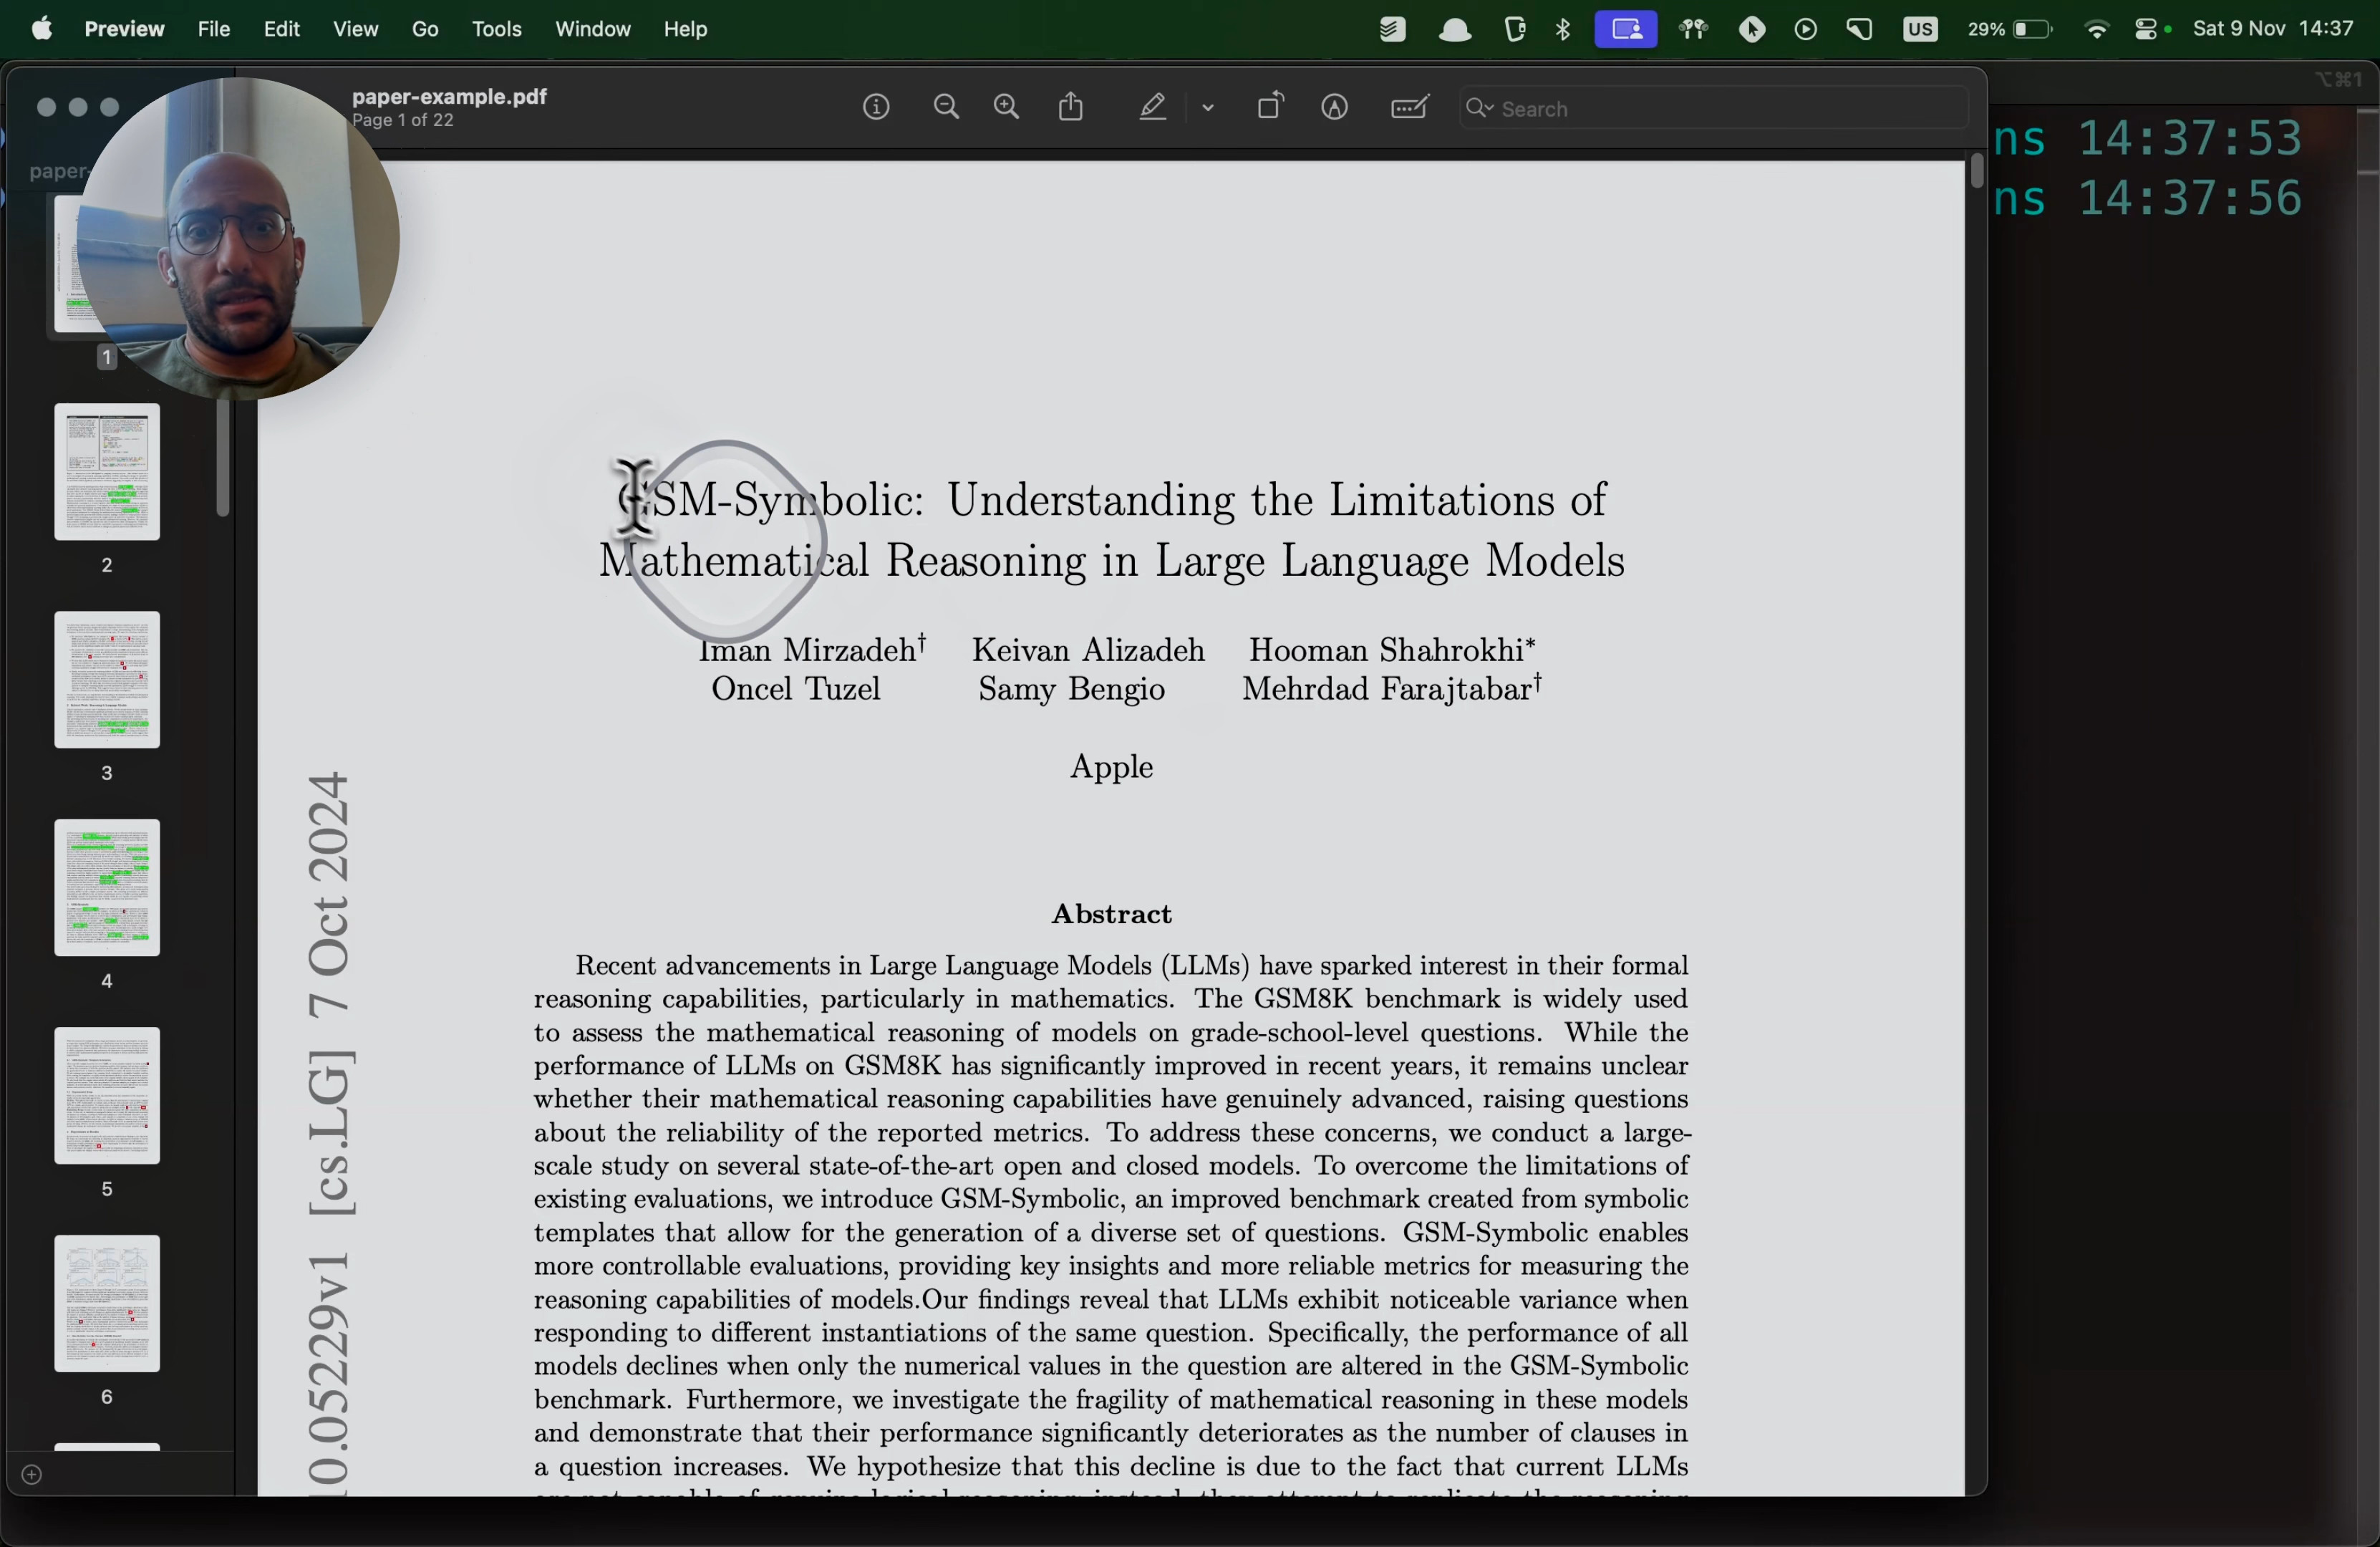 Preview File Edit View Go Tools Window Help US 29% Sat 9 Nov 14:37
⌥⌘1
paper-example.pdf
Page 1 of 22
Search
ns 14:37:53
ns 14:37:56
paper-
1
2
3
4
5
6
GSM-Symbolic: Understanding the Limitations of
Mathematical Reasoning in Large Language Models
Iman Mirzadeh† Keivan Alizadeh Hooman Shahrokhi*
Oncel Tuzel Samy Bengio Mehrdad Farajtabar†
Apple
10.05229v1 [cs.LG] 7 Oct 2024
Abstract
Recent advancements in Large Language Models (LLMs) have sparked interest in their formal
reasoning capabilities, particularly in mathematics. The GSM8K benchmark is widely used
to assess the mathematical reasoning of models on grade-school-level questions. While the
performance of LLMs on GSM8K has significantly improved in recent years, it remains unclear
whether their mathematical reasoning capabilities have genuinely advanced, raising questions
about the reliability of the reported metrics. To address these concerns, we conduct a large-
scale study on several state-of-the-art open and closed models. To overcome the limitations of
existing evaluations, we introduce GSM-Symbolic, an improved benchmark created from symbolic
templates that allow for the generation of a diverse set of questions. GSM-Symbolic enables
more controllable evaluations, providing key insights and more reliable metrics for measuring the
reasoning capabilities of models.Our findings reveal that LLMs exhibit noticeable variance when
responding to different instantiations of the same question. Specifically, the performance of all
models declines when only the numerical values in the question are altered in the GSM-Symbolic
benchmark. Furthermore, we investigate the fragility of mathematical reasoning in these models
and demonstrate that their performance significantly deteriorates as the number of clauses in
a question increases. We hypothesize that this decline is due to the fact that current LLMs